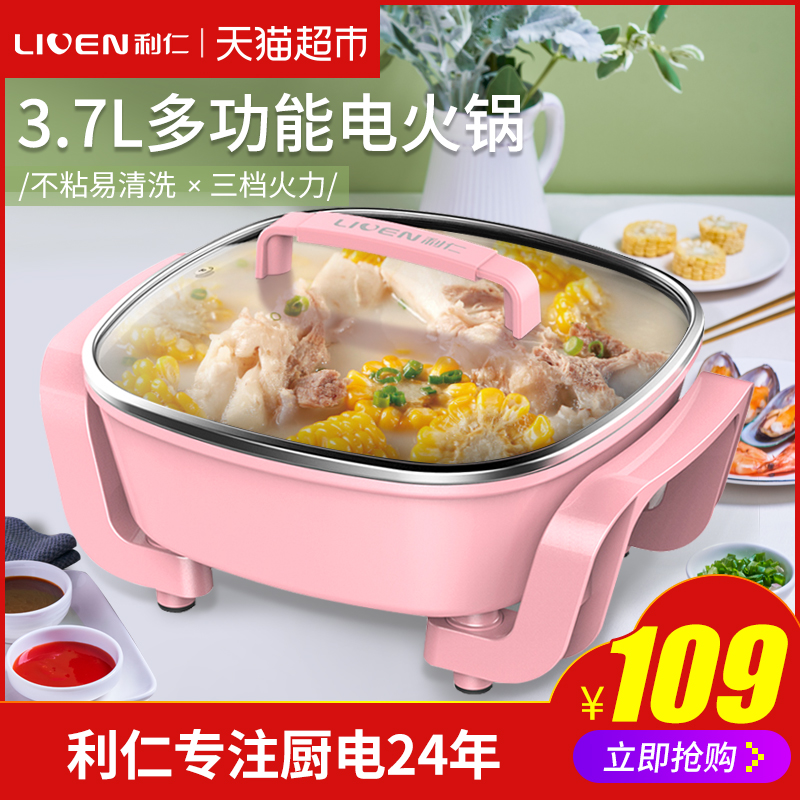 LIVEN利仁 | 天猫超市
3.7L多功能电火锅
/不粘易清洗 × 三档火力/
LIVEN利仁
¥109
立即抢购 >
利仁专注厨电24年